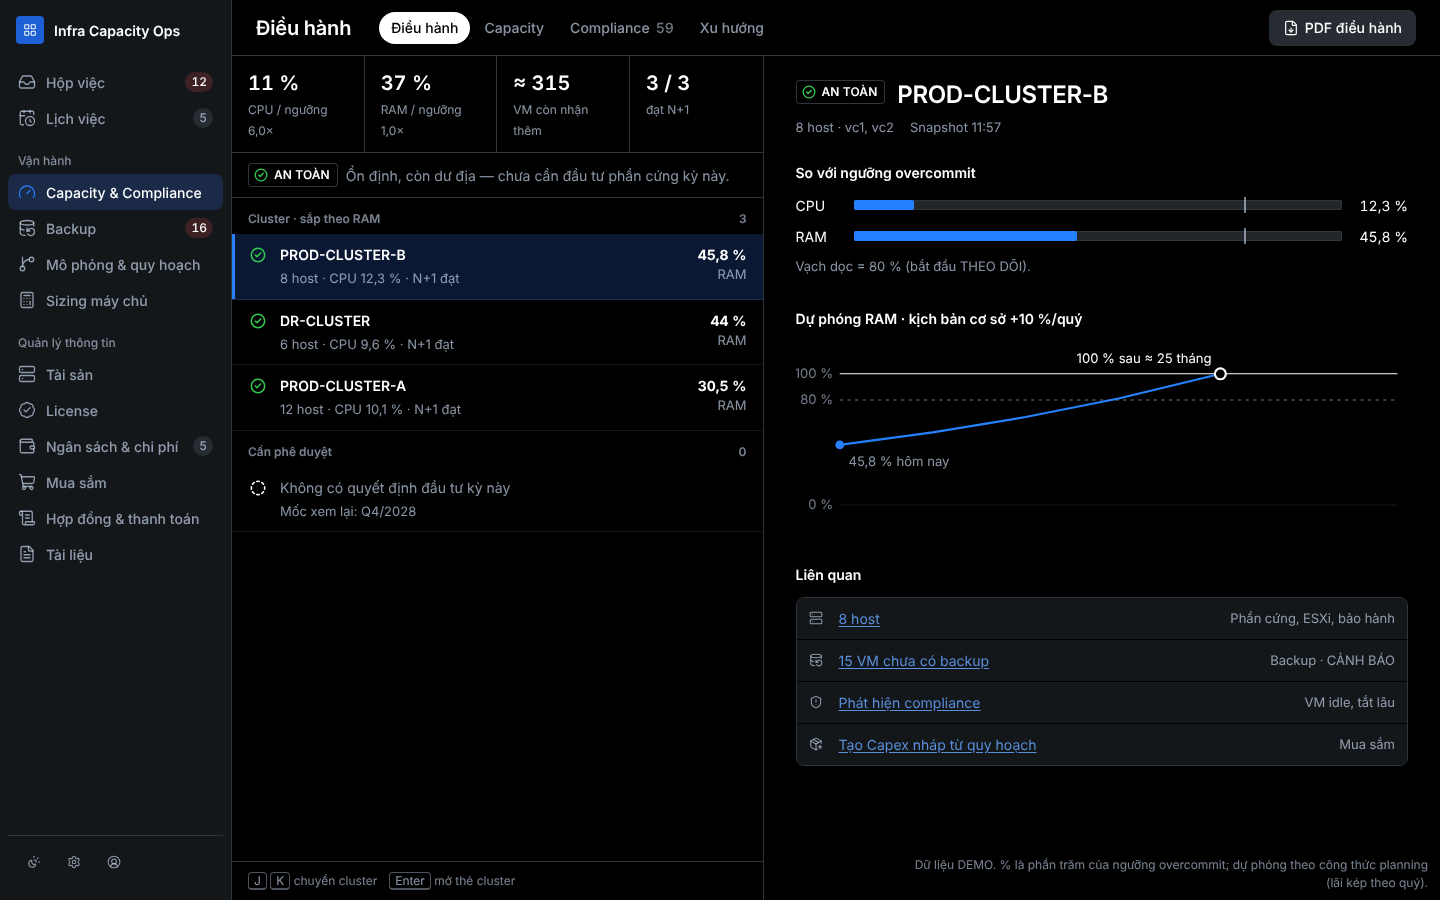 Infra Capacity Ops
Hộp việc 12
Lịch việc 5
Vận hành
Capacity & Compliance
Backup 16
Mô phỏng & quy hoạch
Sizing máy chủ
Quản lý thông tin
Tài sản
License
Ngân sách & chi phí 5
Mua sắm
Hợp đồng & thanh toán
Tài liệu
Điều hành
Điều hành Capacity Compliance 59 Xu hướng
PDF điều hành
11 %
CPU / ngưỡng
6,0×
37 %
RAM / ngưỡng
1,0×
≈ 315
VM còn nhận
thêm
3 / 3
đạt N+1
AN TOÀN Ổn định, còn dư địa — chưa cần đầu tư phần cứng kỳ này.
Cluster · sắp theo RAM 3
PROD-CLUSTER-B 45,8 %
8 host · CPU 12,3 % · N+1 đạt RAM
DR-CLUSTER 44 %
6 host · CPU 9,6 % · N+1 đạt RAM
PROD-CLUSTER-A 30,5 %
12 host · CPU 10,1 % · N+1 đạt RAM
Cần phê duyệt 0
Không có quyết định đầu tư kỳ này
Mốc xem lại: Q4/2028
J K chuyển cluster Enter mở thẻ cluster
AN TOÀN PROD-CLUSTER-B
8 host · vc1, vc2 Snapshot 11:57
So với ngưỡng overcommit
CPU 12,3 %
RAM 45,8 %
Vạch dọc = 80 % (bắt đầu THEO DÕI).
Dự phóng RAM · kịch bản cơ sở +10 %/quý
100 % sau ≈ 25 tháng
100 %
80 %
45,8 % hôm nay
0 %
Liên quan
8 host Phần cứng, ESXi, bảo hành
15 VM chưa có backup Backup · CẢNH BÁO
Phát hiện compliance VM idle, tắt lâu
Tạo Capex nháp từ quy hoạch Mua sắm
Dữ liệu DEMO. % là phần trăm của ngưỡng overcommit; dự phóng theo công thức planning
(lãi kép theo quý).